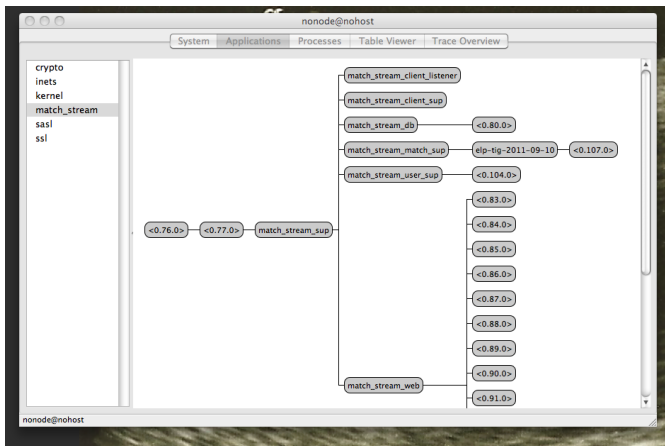 nonode@nohost
System Applications Processes Table Viewer Trace Overview
crypto
inets
kernel
match_stream
sasl
ssl
match_stream_client_listener
match_stream_client_sup
match_stream_db <0.80.0>
match_stream_match_sup elp-tig-2011-09-10 <0.107.0>
match_stream_user_sup <0.104.0>
<0.83.0>
<0.84.0>
<0.76.0> <0.77.0> match_stream_sup
<0.85.0>
<0.86.0>
<0.87.0>
<0.88.0>
<0.89.0>
<0.90.0>
match_stream_web
<0.91.0>
nonode@nohost